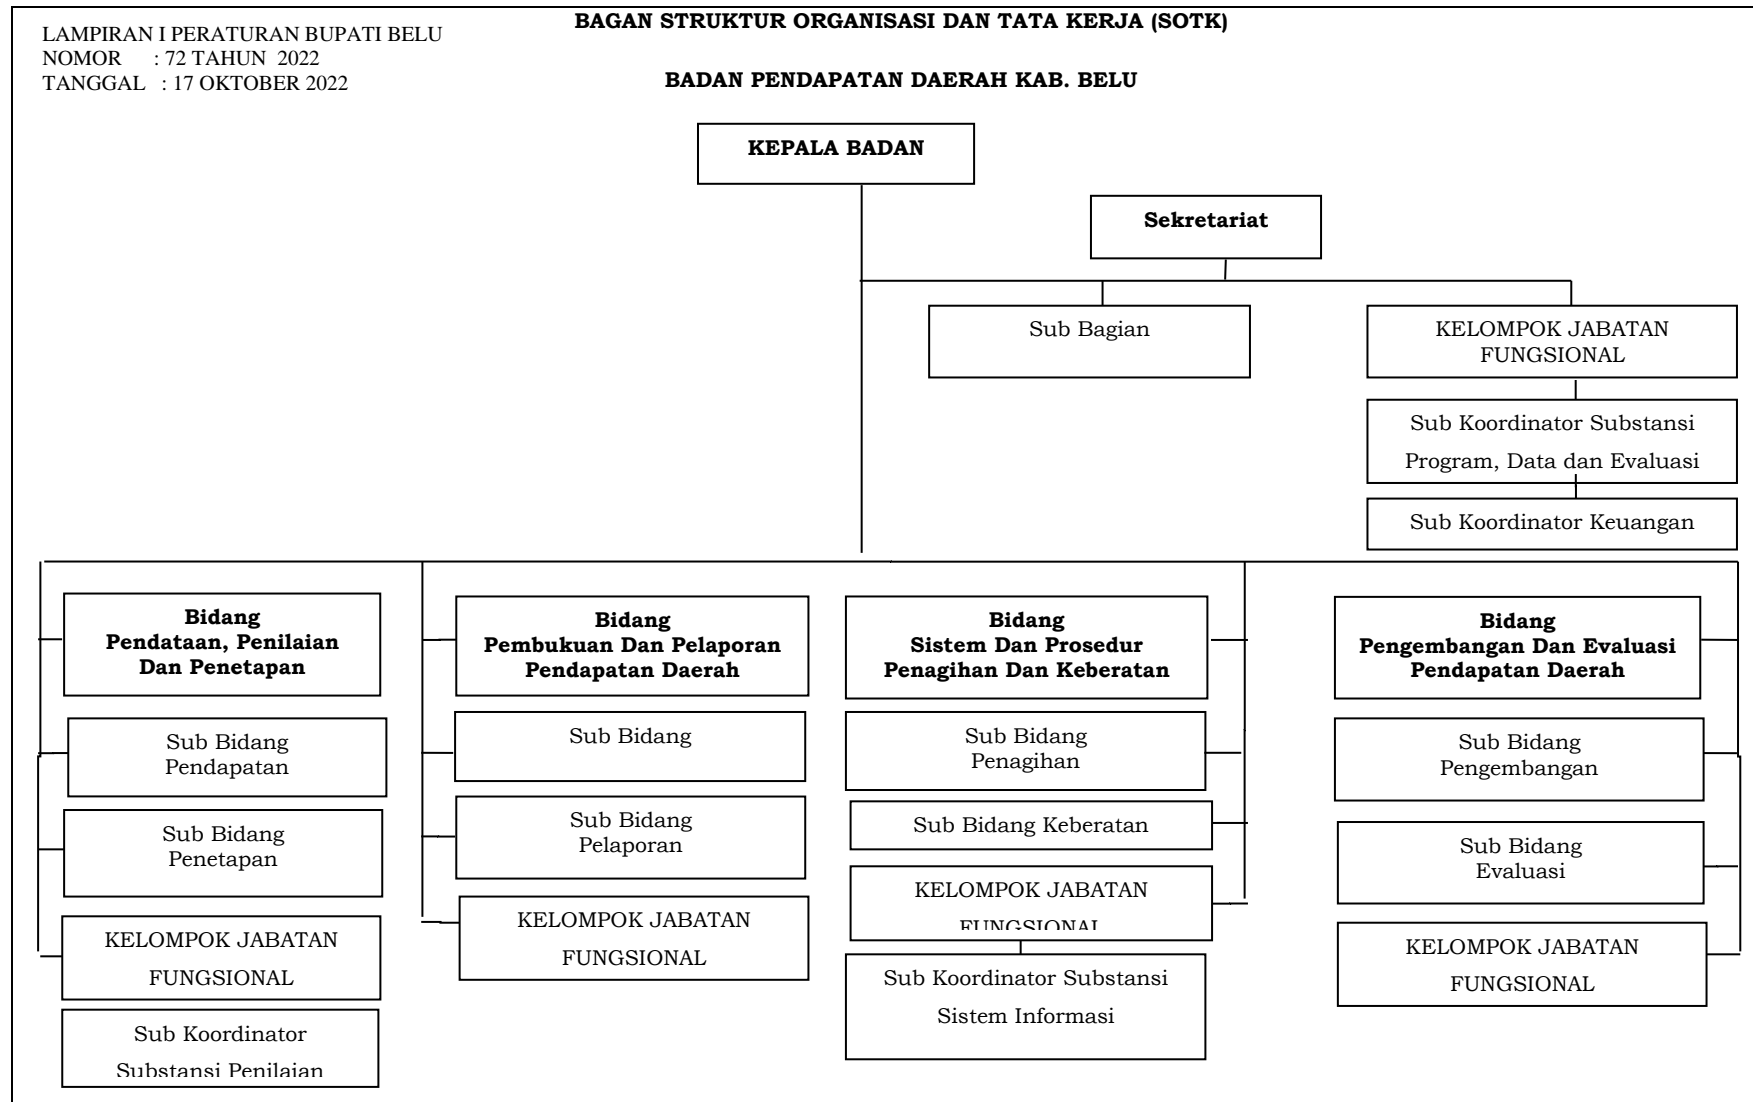 LAMPIRAN I PERATURAN BUPATI BELU
NOMOR : 72 TAHUN 2022
TANGGAL : 17 OKTOBER 2022
BAGAN STRUKTUR ORGANISASI DAN TATA KERJA (SOTK)
BADAN PENDAPATAN DAERAH KAB. BELU
KEPALA BADAN
Sekretariat
Sub Bagian
KELOMPOK JABATAN
FUNGSIONAL
Sub Koordinator Substansi
Program, Data dan Evaluasi
Sub Koordinator Keuangan
Bidang
Pendataan, Penilaian
Dan Penetapan
Sub Bidang
Pendapatan
Sub Bidang
Penetapan
KELOMPOK JABATAN
FUNGSIONAL
Sub Koordinator
Substansi Penilaian
Bidang
Pembukuan Dan Pelaporan
Pendapatan Daerah
Sub Bidang
Sub Bidang
Pelaporan
KELOMPOK JABATAN
FUNGSIONAL
Bidang
Sistem Dan Prosedur
Penagihan Dan Keberatan
Sub Bidang
Penagihan
Sub Bidang Keberatan
KELOMPOK JABATAN
FUNGSIONAL
Sub Koordinator Substansi
Sistem Informasi
Bidang
Pengembangan Dan Evaluasi
Pendapatan Daerah
Sub Bidang
Pengembangan
Sub Bidang
Evaluasi
KELOMPOK JABATAN
FUNGSIONAL